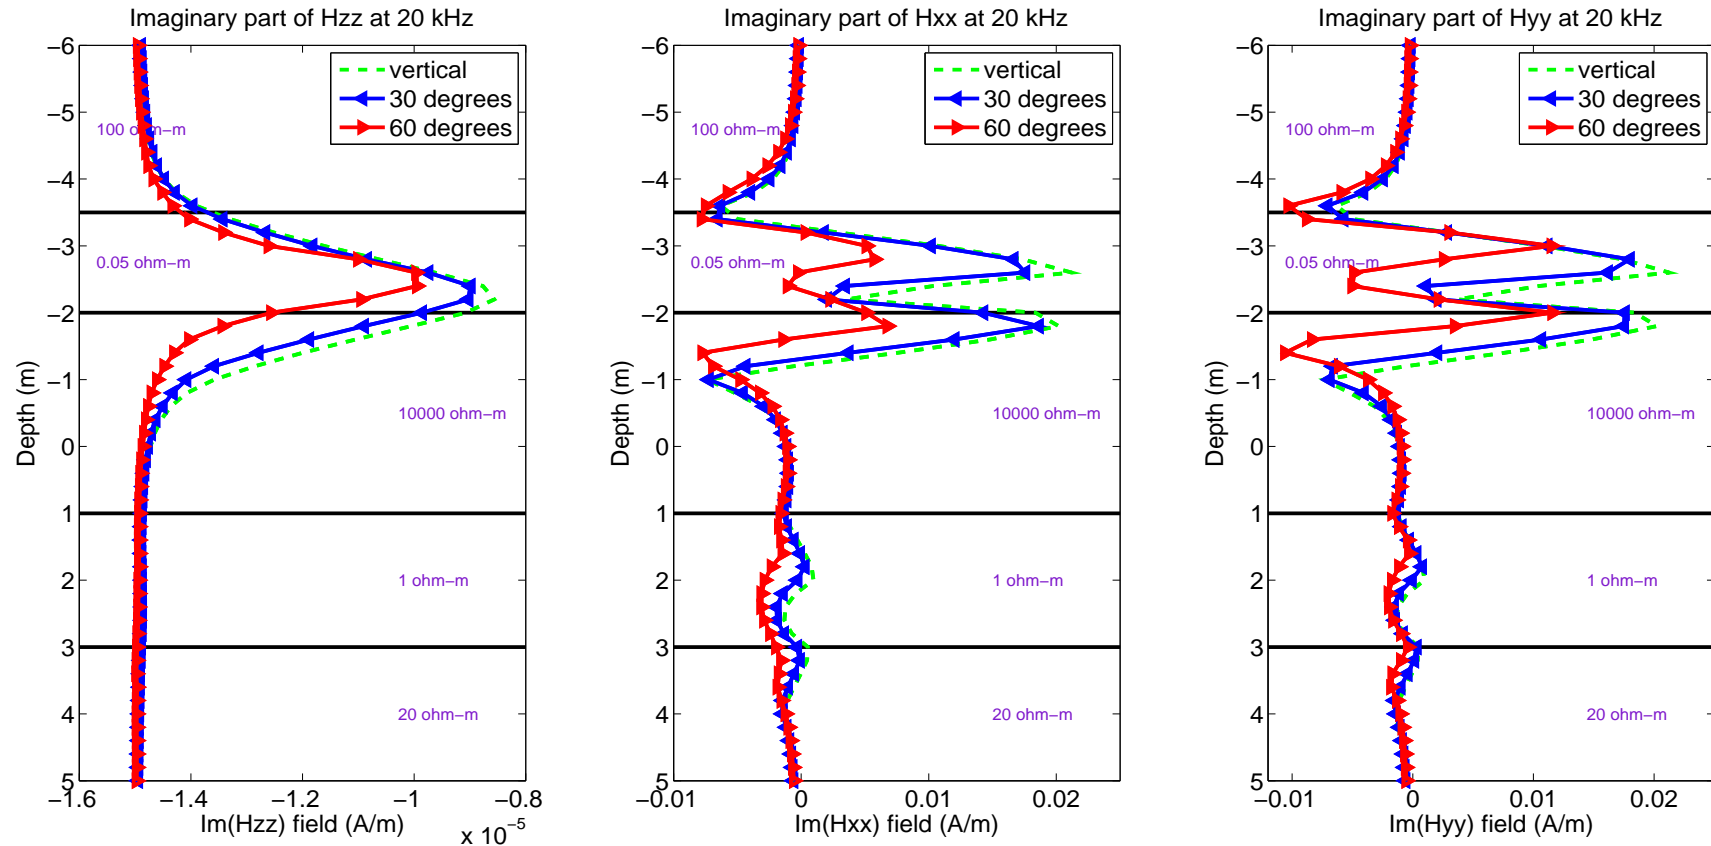 Imaginary part of Hzz at 20 kHz
−6
−5
−4
−3
−2
−1
0
1
2
3
4
5
Depth (m)
vertical
30 degrees
60 degrees
100 ohm−m
0.05 ohm−m
10000 ohm−m
1 ohm−m
20 ohm−m
−1.6 −1.4 −1.2 −1 −0.8
Im(Hzz) field (A/m)
x 10−5
Imaginary part of Hxx at 20 kHz
−6
−5
−4
−3
−2
−1
0
1
2
3
4
5
Depth (m)
vertical
30 degrees
60 degrees
100 ohm−m
0.05 ohm−m
10000 ohm−m
1 ohm−m
20 ohm−m
−0.01 0 0.01 0.02
Im(Hxx) field (A/m)
Imaginary part of Hyy at 20 kHz
−6
−5
−4
−3
−2
−1
0
1
2
3
4
5
Depth (m)
vertical
30 degrees
60 degrees
100 ohm−m
0.05 ohm−m
10000 ohm−m
1 ohm−m
20 ohm−m
−0.01 0 0.01 0.02
Im(Hyy) field (A/m)